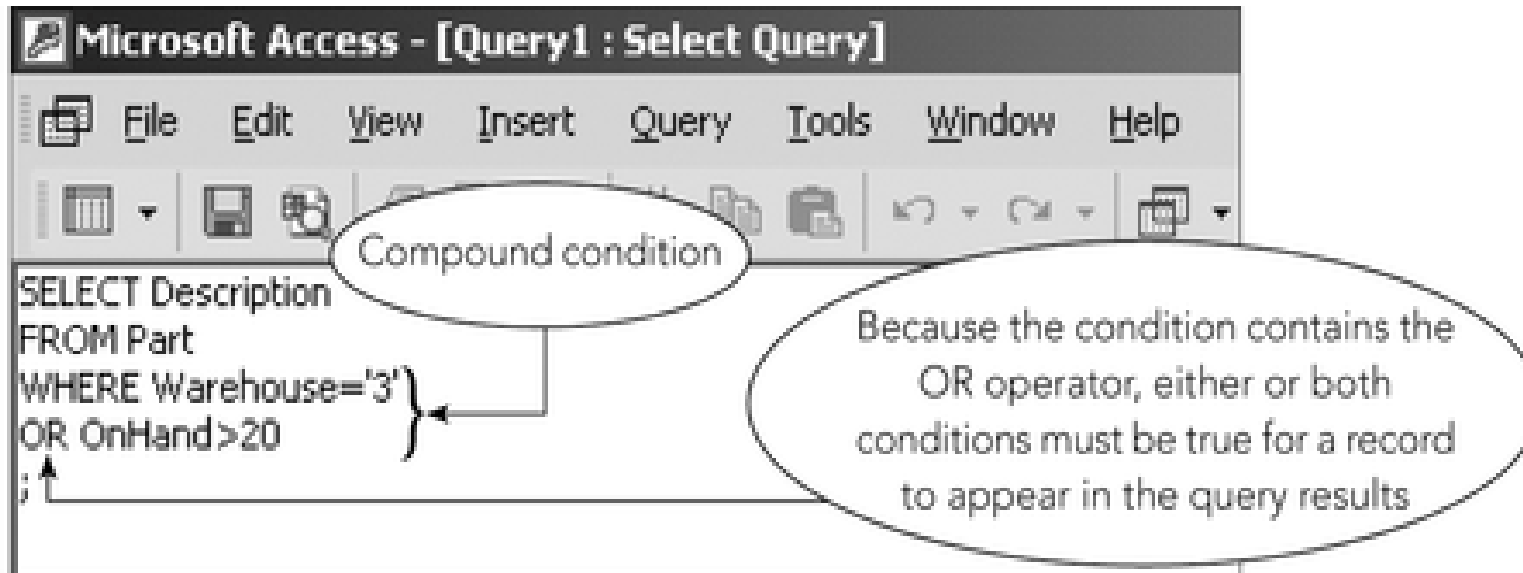 Microsoft Access - [Query1 : Select Query]
File Edit View Insert Query Tools Window Help
Compound condition
SELECT Description
FROM Part
WHERE Warehouse='3'
OR OnHand>20
;
Because the condition contains the
OR operator, either or both
conditions must be true for a record
to appear in the query results